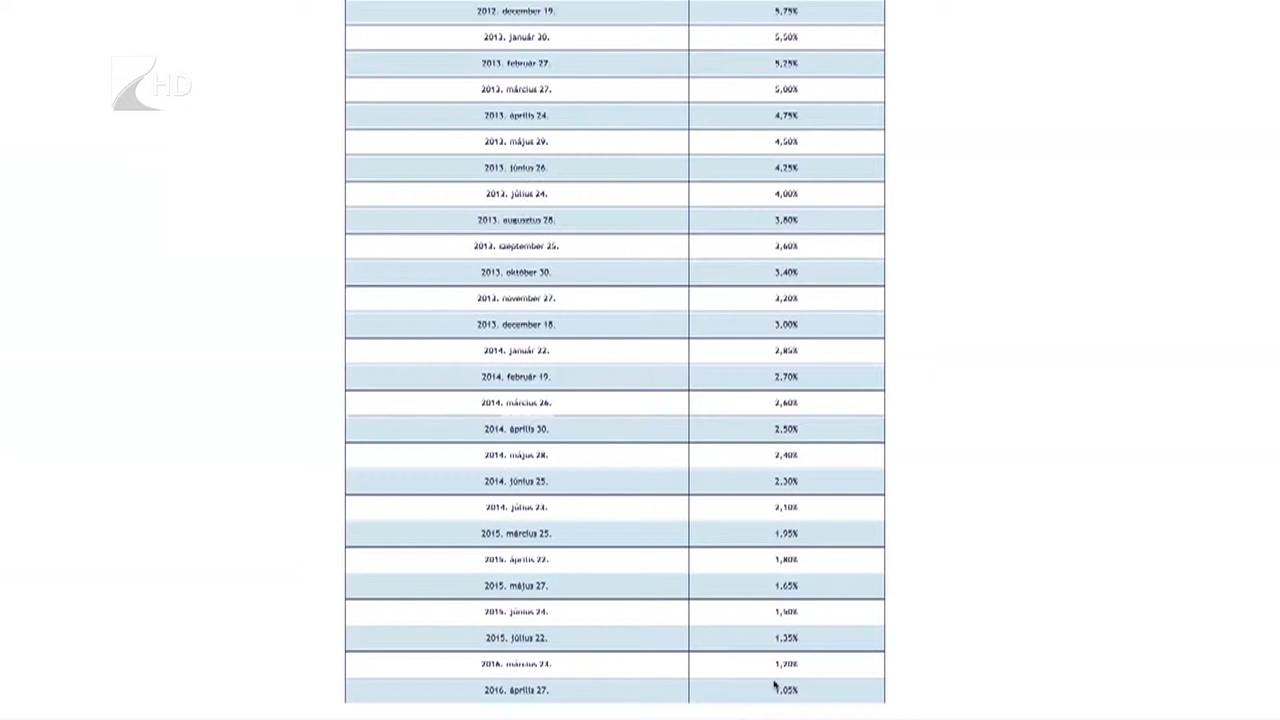 2012. december 19. 5,75%
HD
2013. január 30. 5,50%
2013. február 27. 5,25%
2013. március 27. 5,00%
2013. április 24. 4,75%
2013. május 29. 4,50%
2013. június 26. 4,25%
2013. július 24. 4,00%
2013. augusztus 28. 3,80%
2013. szeptember 25. 3,60%
2013. október 30. 3,40%
2013. november 27. 3,20%
2013. december 18. 3,00%
2014. január 22. 2,85%
2014. február 19. 2,70%
2014. március 26. 2,60%
2014. április 30. 2,50%
2014. május 28. 2,40%
2014. június 25. 2,30%
2014. július 23. 2,10%
2015. március 25. 1,95%
2015. április 22. 1,80%
2015. május 27. 1,65%
2015. június 24. 1,50%
2015. július 22. 1,35%
2016. március 23. 1,20%
2016. április 27. 1,05%